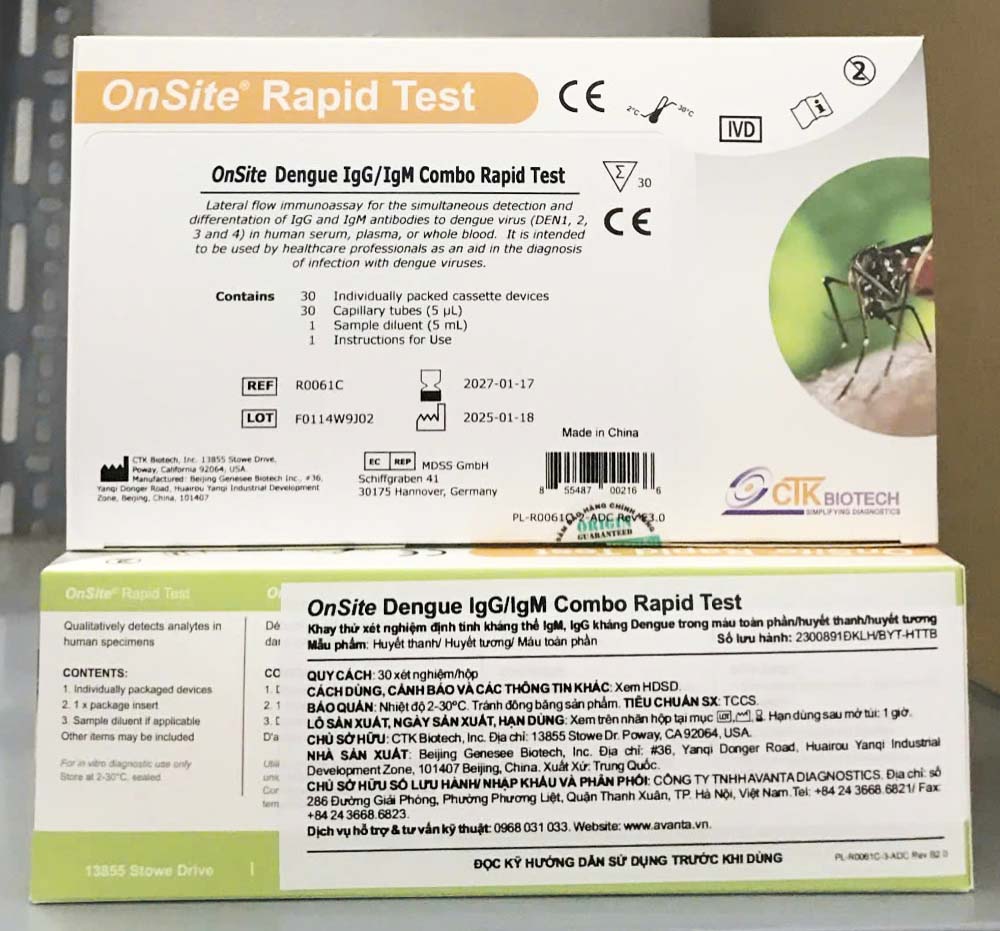 OnSite® Rapid Test
CE
2°C
30°C
IVD
i
2
OnSite Dengue IgG/IgM Combo Rapid Test
Σ
30
Lateral flow immunoassay for the simultaneous detection and
differentation of IgG and IgM antibodies to dengue virus (DEN1, 2,
3 and 4) in human serum, plasma, or whole blood. It is intended
to be used by healthcare professionals as an aid in the diagnosis
of infection with dengue viruses.
CE
Contains 30 Individually packed cassette devices
30 Capillary tubes (5 µL)
1 Sample diluent (5 mL)
1 Instructions for Use
REF R0061C 2027-01-17
LOT F0114W9J02 2025-01-18
Made in China
CTK Biotech, Inc. 13855 Stowe Drive,
Poway, California 92064, USA.
Manufactured: Beijing Genesee Biotech Inc., #36,
Yanqi Donger Road, Huairou Yanqi Industrial Development
Zone, Beijing, China, 101407
EC REP MDSS GmbH
Schiffgraben 41
30175 Hannover, Germany
8 55487 00216 6
PL-R0061C-2-ADC Rev E3.0
HÀNG CHÍNH
ORIGIN
GUARANTEED
CTK BIOTECH
SIMPLIFYING DIAGNOSTICS
OnSite® Rapid Test
Qualitatively detects analytes in
human specimens
CONTENTS:
1. Individually packaged devices
2. 1 x package insert
3. Sample diluent if applicable
Other items may be included
For in vitro diagnostic use only
Store at 2-30°C, sealed
13855 Stowe Drive
OnSite Dengue IgG/IgM Combo Rapid Test
Khay thử xét nghiệm định tính kháng thể IgM, IgG kháng Dengue trong máu toàn phần/huyết thanh/huyết tương
Mẫu phẩm: Huyết thanh/ Huyết tương/ Máu toàn phần Số lưu hành: 2300891ĐKLH/BYT-HTTB
QUY CÁCH: 30 xét nghiệm/hộp
CÁCH DÙNG, CẢNH BÁO VÀ CÁC THÔNG TIN KHÁC: Xem HDSD.
BẢO QUẢN: Nhiệt độ 2-30°C. Tránh đông băng sản phẩm. TIÊU CHUẨN SX: TCCS.
LÔ SẢN XUẤT, NGÀY SẢN XUẤT, HẠN DÙNG: Xem trên nhãn hộp tại mục LOT, , . Hạn dùng sau mở túi: 1 giờ.
CHỦ SỞ HỮU: CTK Biotech, Inc. Địa chỉ: 13855 Stowe Dr. Poway, CA 92064, USA.
NHÀ SẢN XUẤT: Beijing Genesee Biotech, Inc. Địa chỉ: #36, Yanqi Donger Road, Huairou Yanqi Industrial
Development Zone, 101407 Beijing, China. Xuất Xứ: Trung Quốc.
CHỦ SỞ HỮU SỐ LƯU HÀNH/ NHẬP KHẨU VÀ PHÂN PHỐI: CÔNG TY TNHH AVANTA DIAGNOSTICS. Địa chỉ: số
286 Đường Giải Phóng, Phường Phương Liệt, Quận Thanh Xuân, TP. Hà Nội, Việt Nam. Tel: +84 24 3668.6821/ Fax:
+84 24 3668.6823.
Dịch vụ hỗ trợ & tư vấn kỹ thuật: 0968 031 033. Website: www.avanta.vn.
ĐỌC KỸ HƯỚNG DẪN SỬ DỤNG TRƯỚC KHI DÙNG
PL-R0061C-3-ADC Rev B2.0